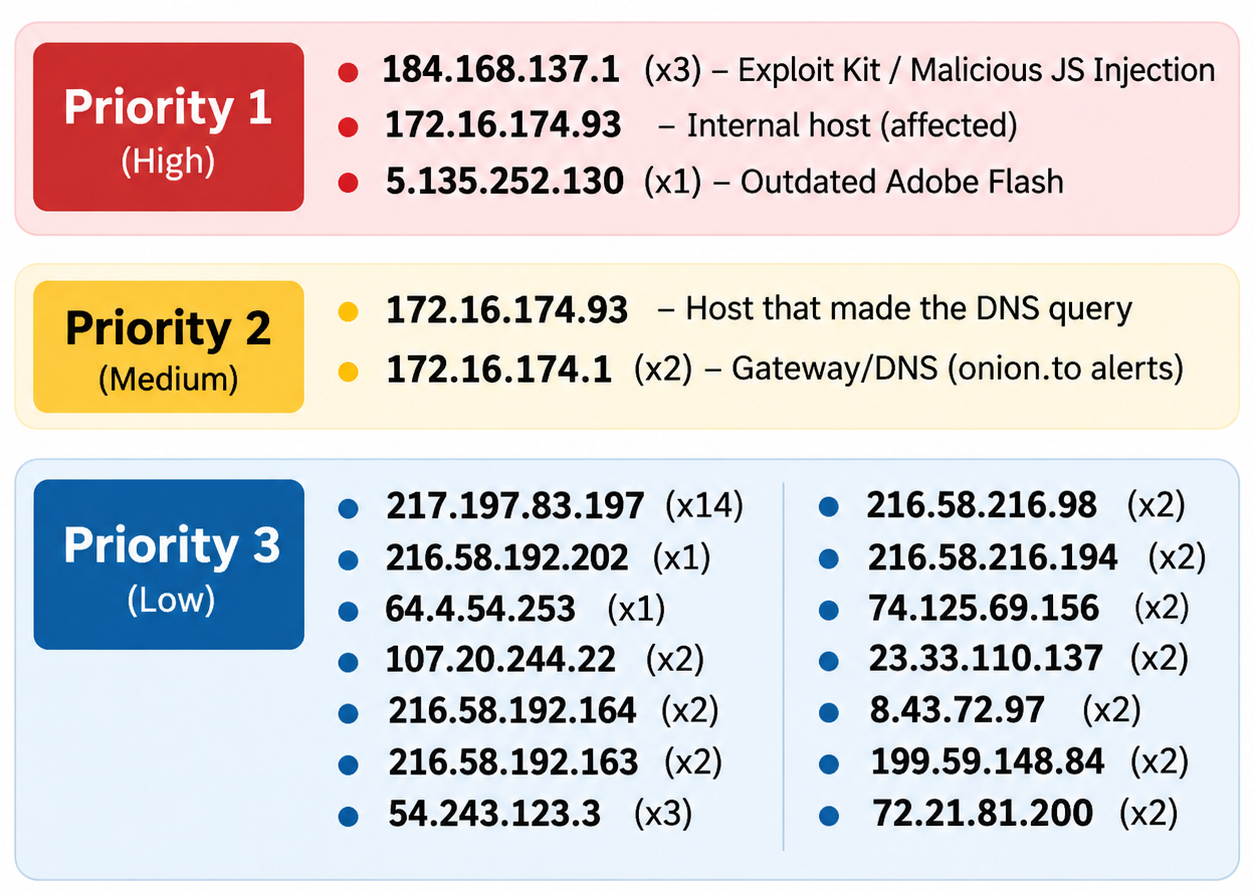 Priority 1
(High)
184.168.137.1 (x3) – Exploit Kit / Malicious JS Injection
172.16.174.93 – Internal host (affected)
5.135.252.130 (x1) – Outdated Adobe Flash
Priority 2
(Medium)
172.16.174.93 – Host that made the DNS query
172.16.174.1 (x2) – Gateway/DNS (onion.to alerts)
Priority 3
(Low)
217.197.83.197 (x14)
216.58.192.202 (x1)
64.4.54.253 (x1)
107.20.244.22 (x2)
216.58.192.164 (x2)
216.58.192.163 (x2)
54.243.123.3 (x3)
216.58.216.98 (x2)
216.58.216.194 (x2)
74.125.69.156 (x2)
23.33.110.137 (x2)
8.43.72.97 (x2)
199.59.148.84 (x2)
72.21.81.200 (x2)